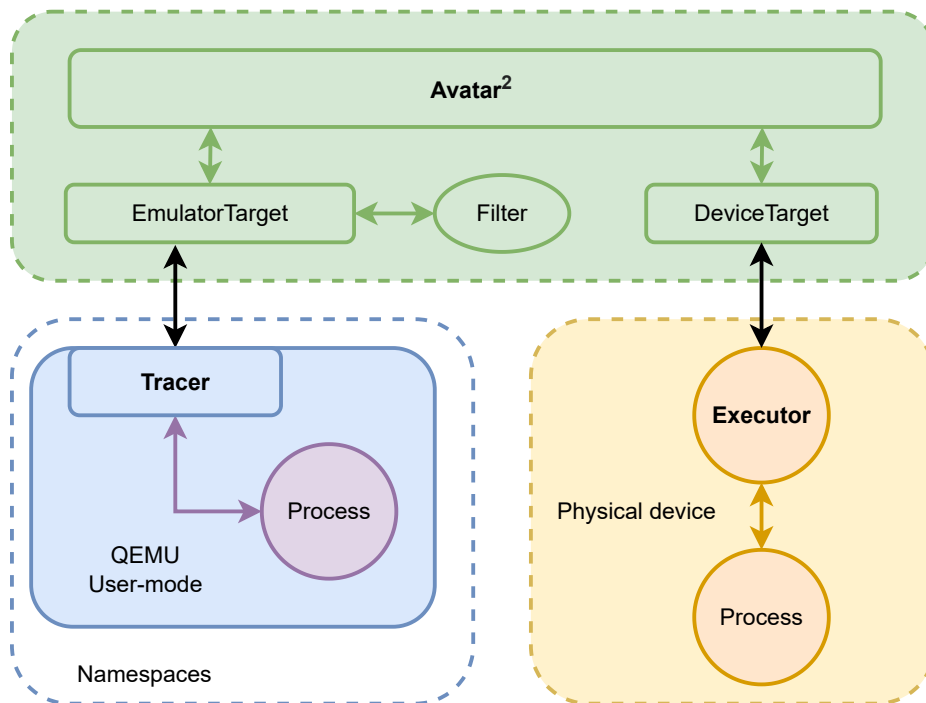 Avatar²
EmulatorTarget
Filter
DeviceTarget
Tracer
Executor
Process
Physical device
QEMU
User-mode
Process
Namespaces